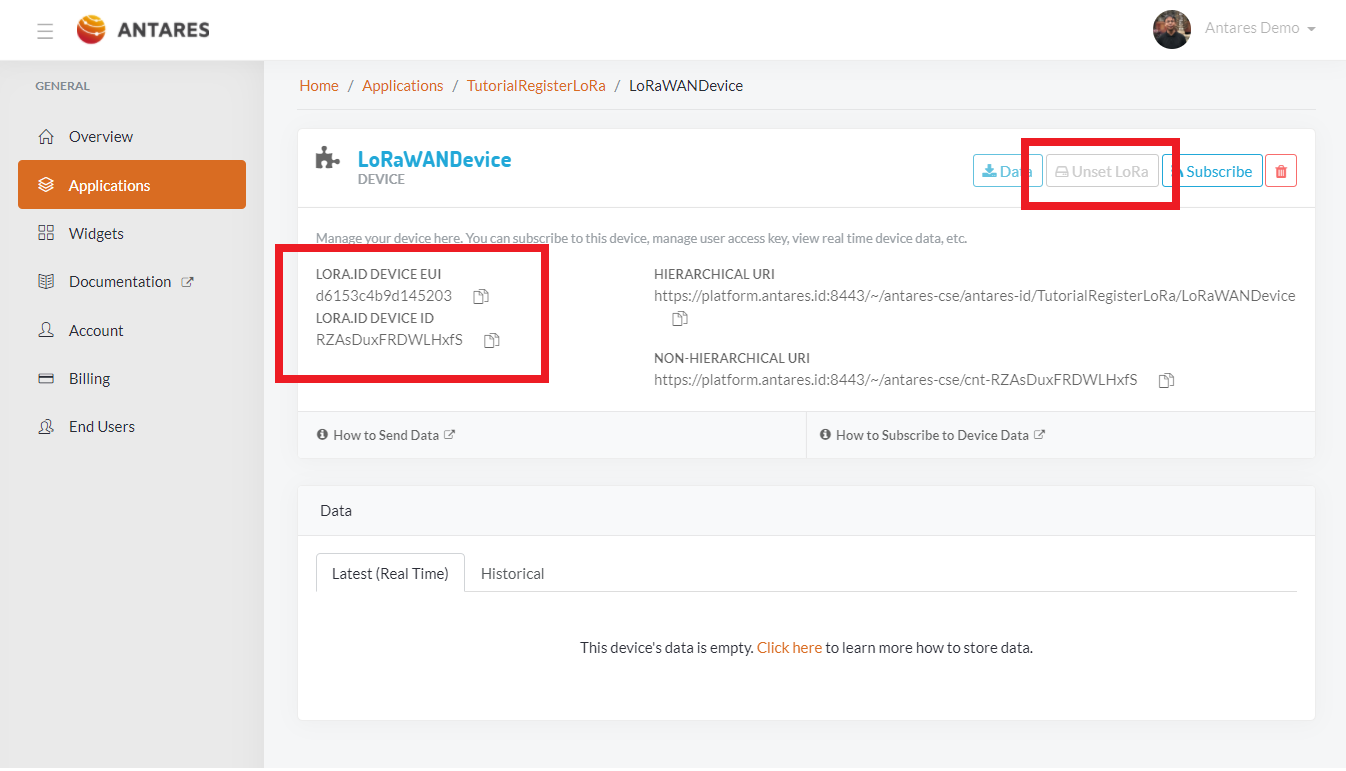 ANTARES
Antares Demo
GENERAL
Overview
Applications
Widgets
Documentation
Account
Billing
End Users
Home / Applications / TutorialRegisterLoRa / LoRaWANDevice
LoRaWANDevice
DEVICE
Data
Unset LoRa
Subscribe
Manage your device here. You can subscribe to this device, manage user access key, view real time device data, etc.
LORA.ID DEVICE EUI
d6153c4b9d145203
LORA.ID DEVICE ID
RZAsDuxFRDWLHxfS
HIERARCHICAL URI
https://platform.antares.id:8443/~/antares-cse/antares-id/TutorialRegisterLoRa/LoRaWANDevice
NON-HIERARCHICAL URI
https://platform.antares.id:8443/~/antares-cse/cnt-RZAsDuxFRDWLHxfS
How to Send Data
How to Subscribe to Device Data
Data
Latest (Real Time)
Historical
This device's data is empty. Click here to learn more how to store data.